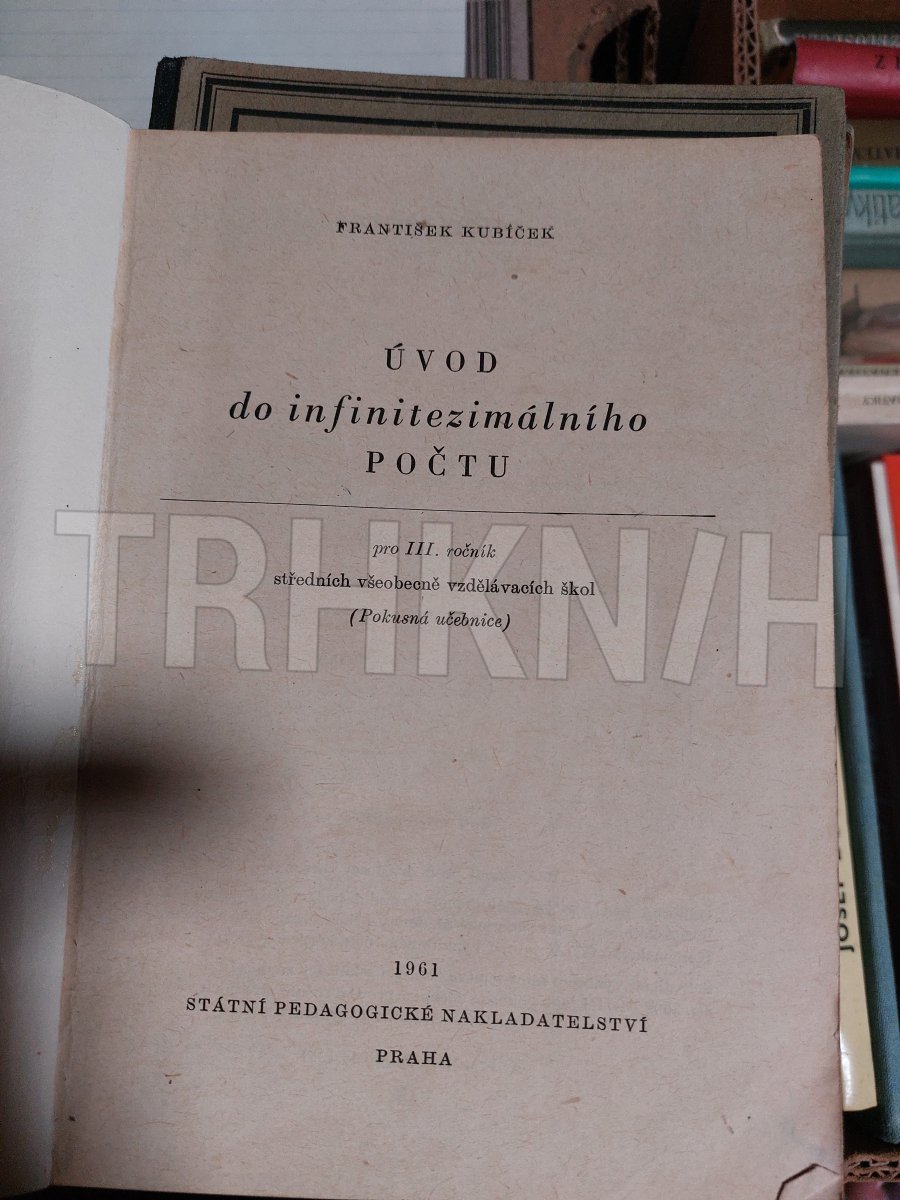 FRANTIŠEK KUBÍČEK
ÚVOD
do infinitezimálního
POČTU
pro III. ročník
středních všeobecně vzdělávacích škol
(Pokusná učebnice)
TRHKNIH
1961
STÁTNÍ PEDAGOGICKÉ NAKLADATELSTVÍ
PRAHA